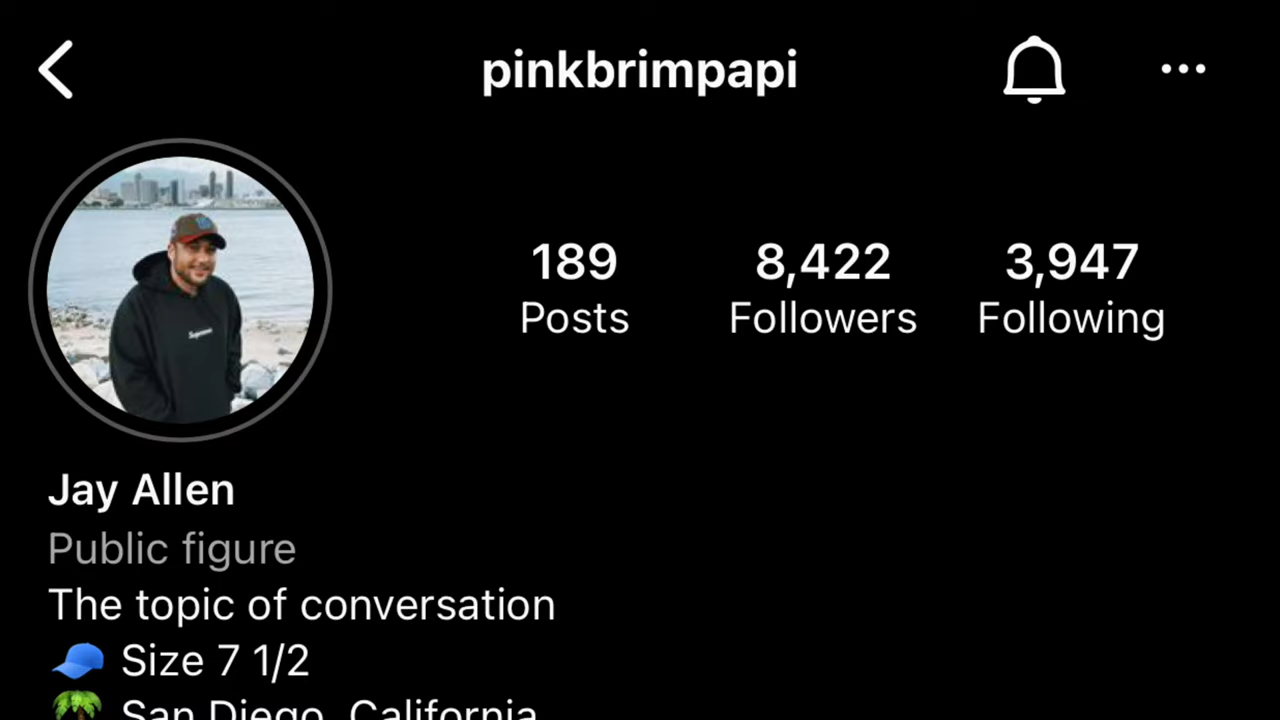 pinkbrimpapi
189 8,422 3,947
Posts Followers Following
Supreme
Jay Allen
Public figure
The topic of conversation
🧢 Size 7 1/2
🌴 San Diego, California